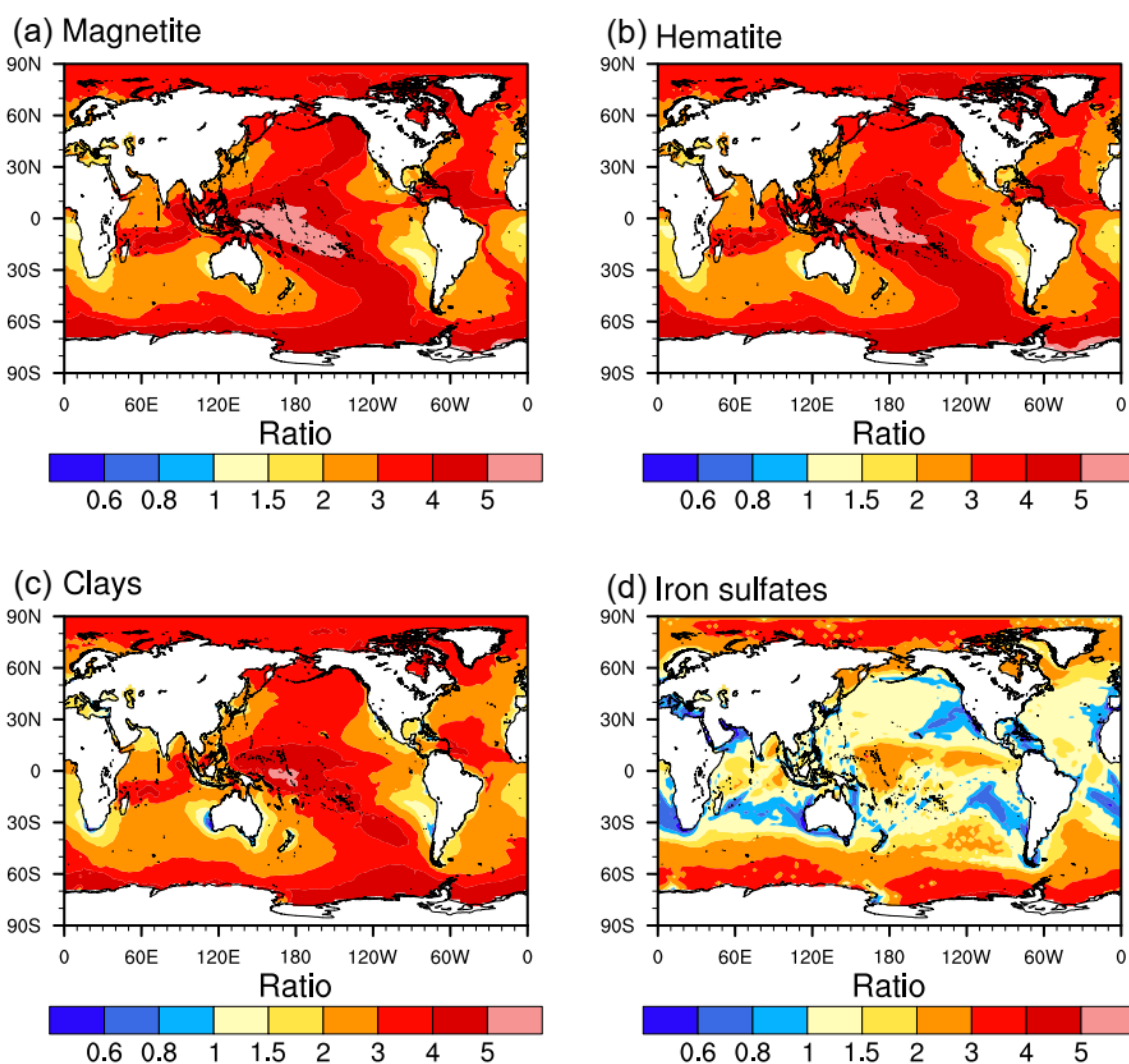 (a) Magnetite
90N
60N
30N
0
30S
60S
90S
0 60E 120E 180 120W 60W 0
Ratio
0.6 0.8 1 1.5 2 3 4 5
(b) Hematite
90N
60N
30N
0
30S
60S
90S
0 60E 120E 180 120W 60W 0
Ratio
0.6 0.8 1 1.5 2 3 4 5
(c) Clays
90N
60N
30N
0
30S
60S
90S
0 60E 120E 180 120W 60W 0
Ratio
0.6 0.8 1 1.5 2 3 4 5
(d) Iron sulfates
90N
60N
30N
0
30S
60S
90S
0 60E 120E 180 120W 60W 0
Ratio
0.6 0.8 1 1.5 2 3 4 5